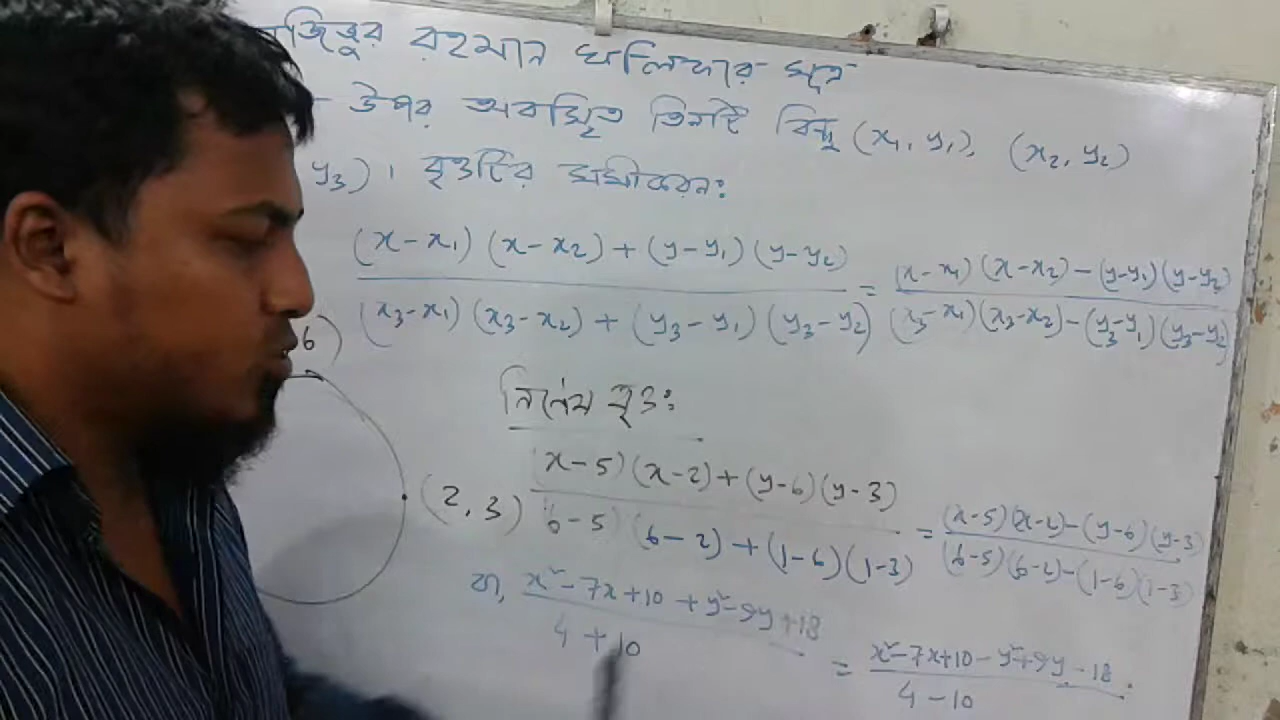 জিবুর রহমান খলিফার সূত্র
উপর অবস্থিত তিনটি বিন্দু (x₁, y₁), (x₂, y₂)
y₃)। বৃত্তটির সমীকরন:
(x-x₁)(x-x₂)+(y-y₁)(y-y₂) / (x₃-x₁)(x₃-x₂)+(y₃-y₁)(y₃-y₂) = (x-x₁)(x-x₂)-(y-y₁)(y-y₂) / (x₃-x₁)(x₃-x₂)-(y₃-y₁)(y₃-y₂)
6)
নির্ণেয় বৃত্ত:
(2, 3)
(x-5)(x-2)+(y-6)(y-3) / (6-5)(6-2)+(1-6)(1-3) = (x-5)(x-2)-(y-6)(y-3) / (6-5)(6-2)-(1-6)(1-3)
বা, x²-7x+10+y²-9y+18 / 4+10 = x²-7x+10-y²+9y-18 / 4-10